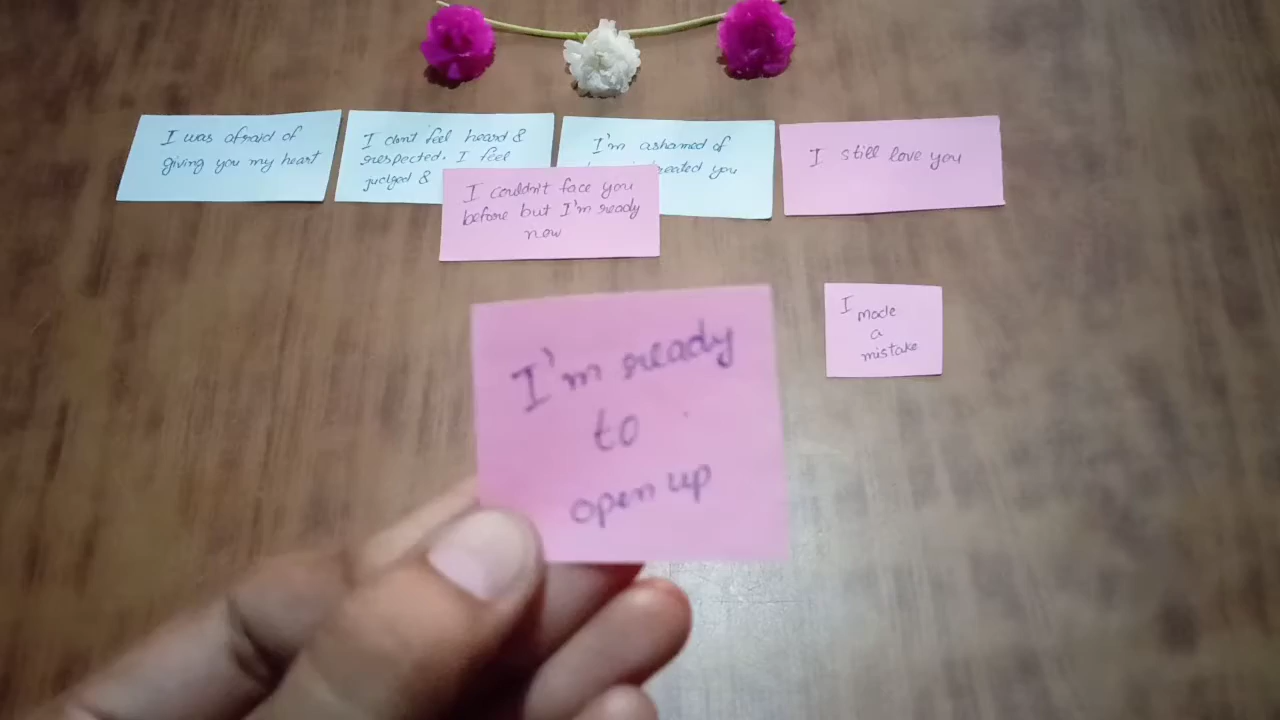 I was afraid of
giving you my heart
I don't feel heard &
respected. I feel
judged &
I'm ashamed of
treated you
I still love you
I couldn't face you
before but I'm ready
now
I made
a
mistake
I'm ready
to
open up